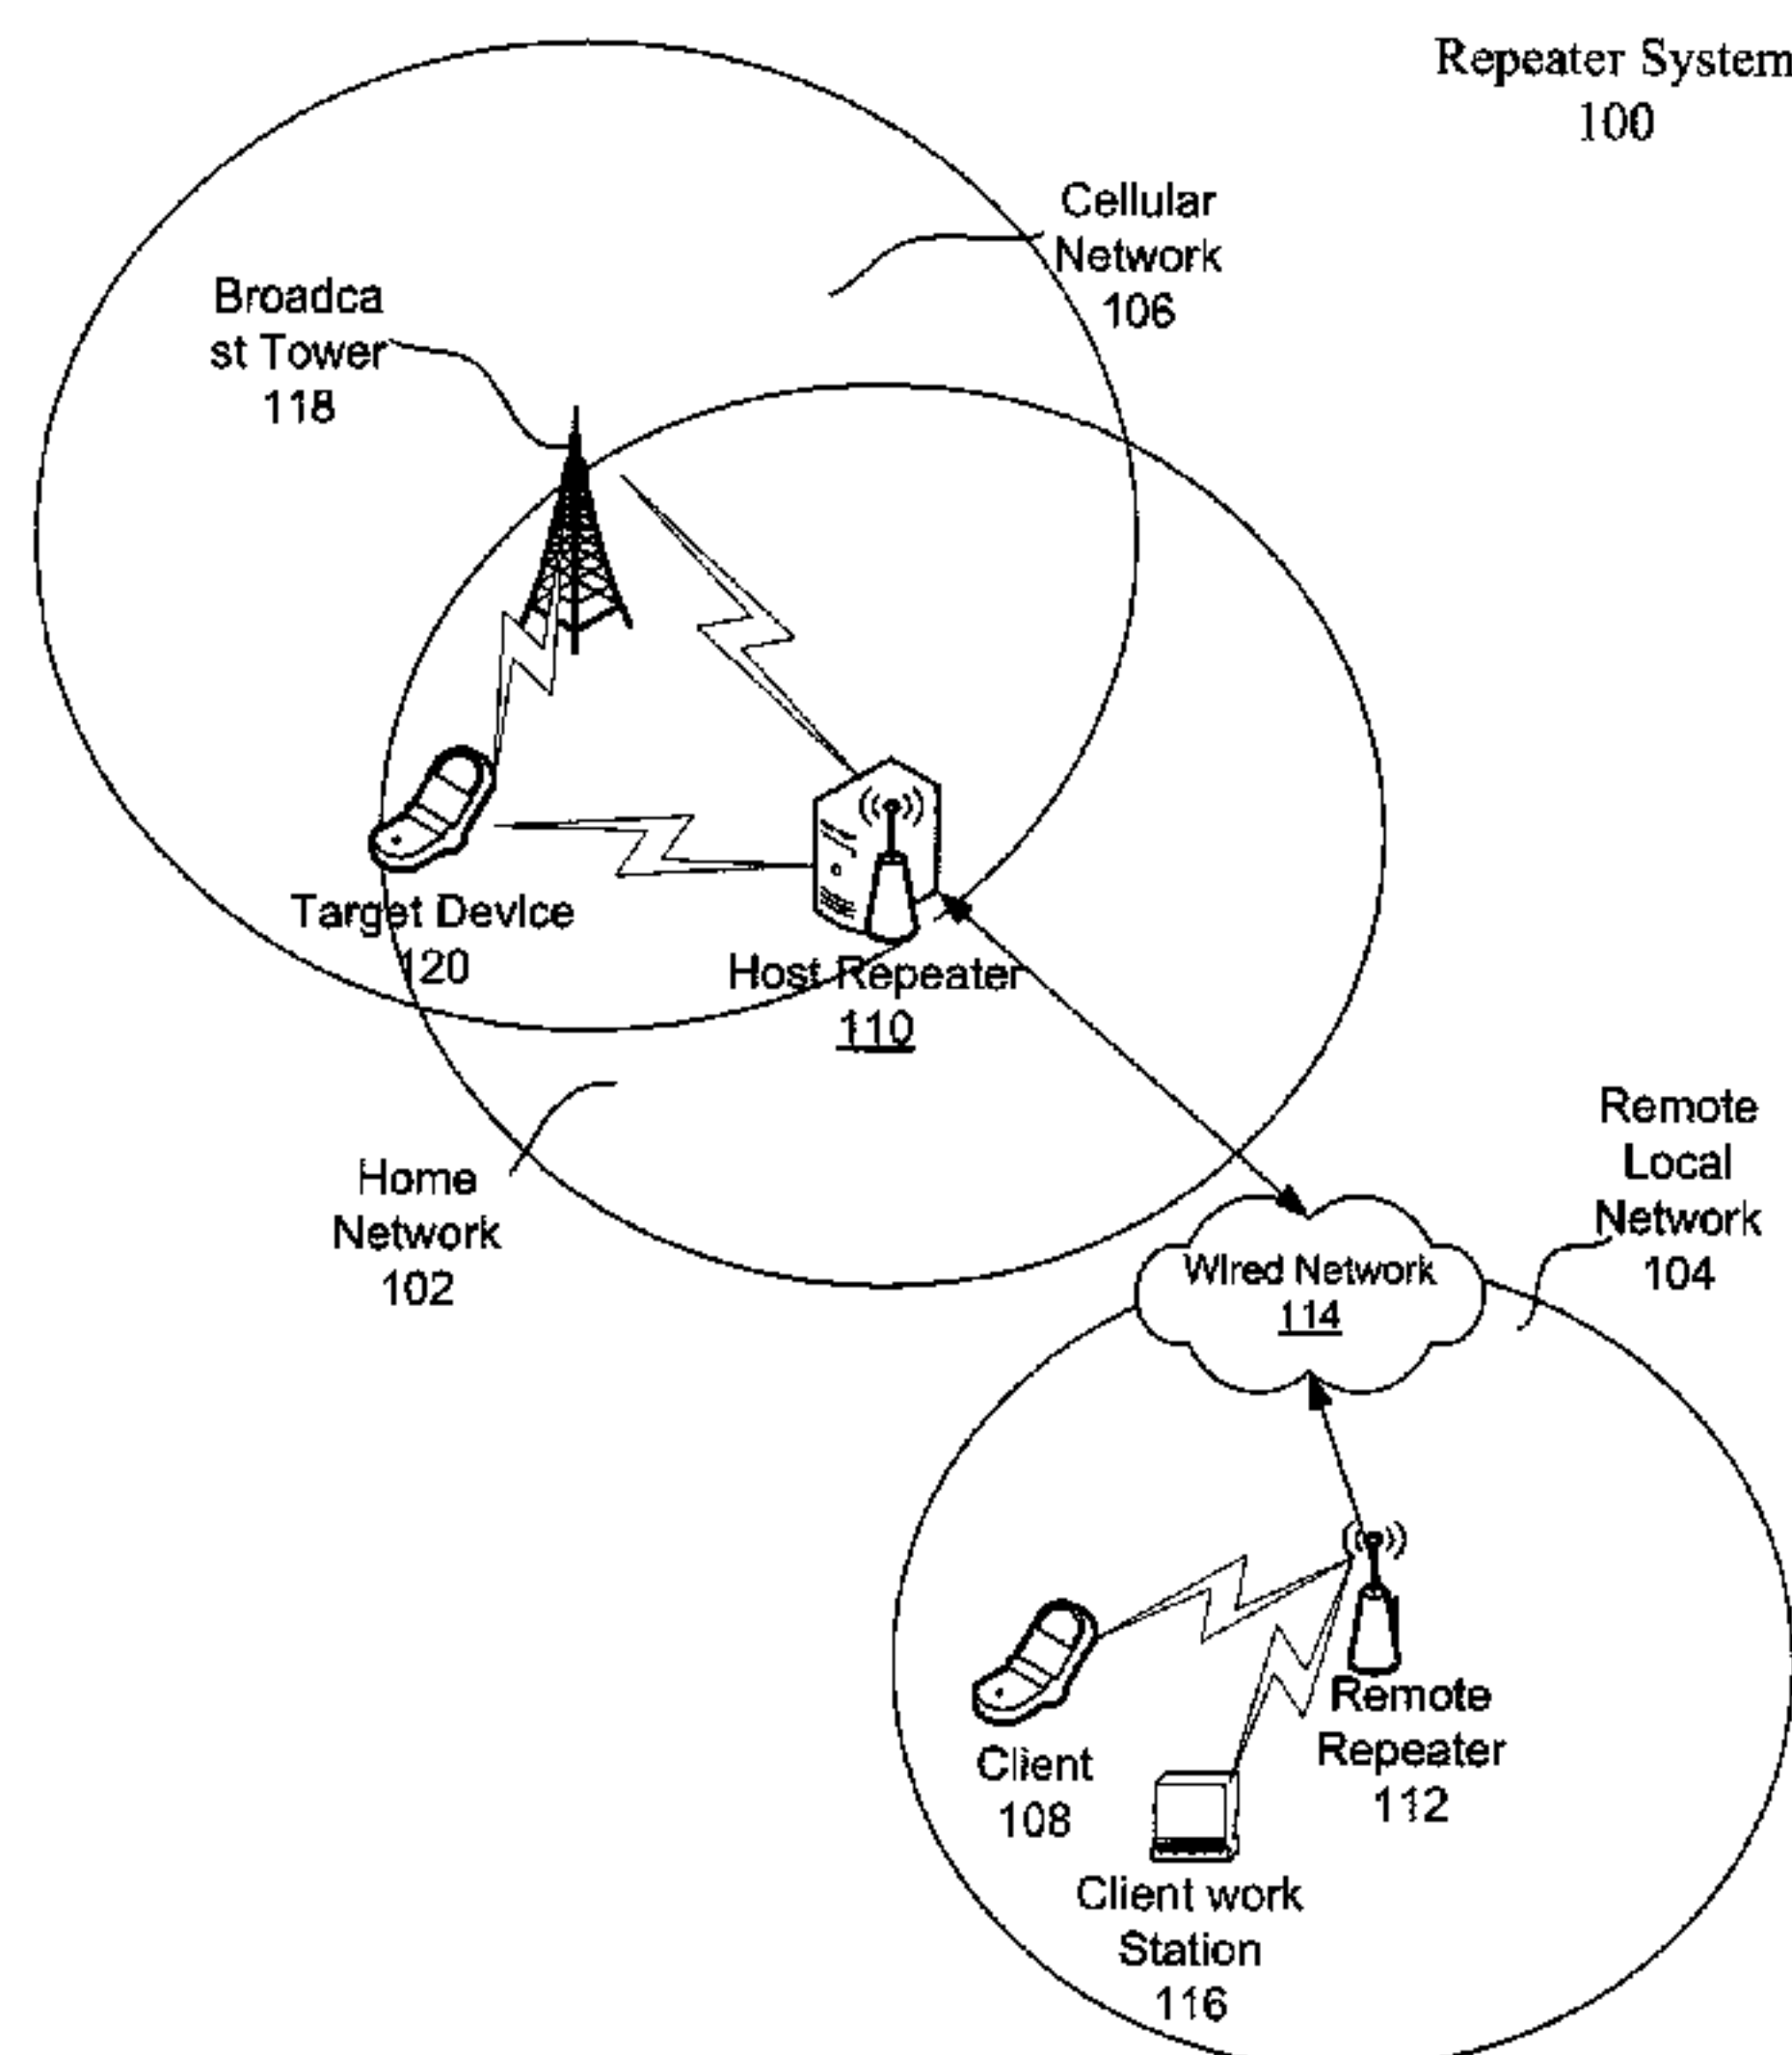 Repeater System
100
Cellular
Network
106
Broadca
st Tower
118
Target Device
120
Host Repeater
110
Home
Network
102
Remote
Local
Network
104
Wired Network
114
Remote
Repeater
112
Client
108
Client work
Station
116